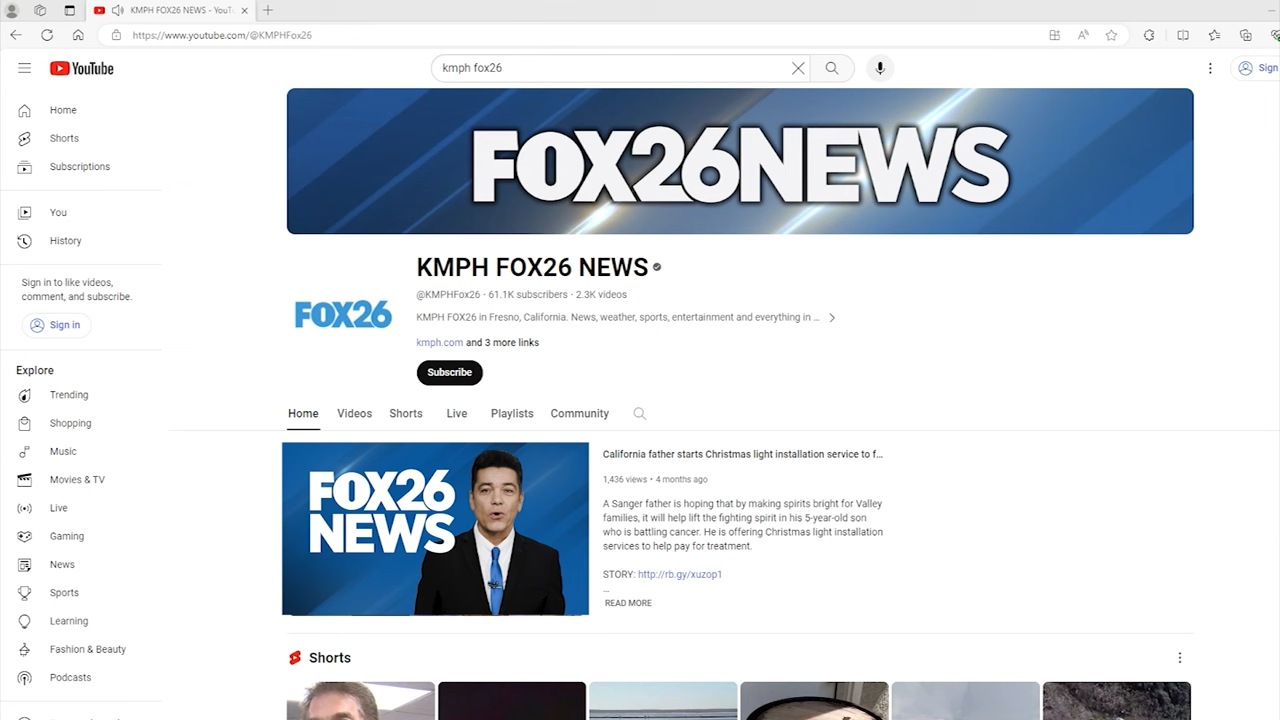 KMPH FOX26 NEWS - YouT
https://www.youtube.com/@KMPHFox26
YouTube
kmph fox26
Sign
Home
Shorts
Subscriptions
You
History
Sign in to like videos,
comment, and subscribe.
Sign in
Explore
Trending
Shopping
Music
Movies & TV
Live
Gaming
News
Sports
Learning
Fashion & Beauty
Podcasts
FOX26NEWS
FOX26
KMPH FOX26 NEWS
@KMPHFox26 · 61.1K subscribers · 2.3K videos
KMPH FOX26 in Fresno, California. News, weather, sports, entertainment and everything in ...
kmph.com and 3 more links
Subscribe
Home Videos Shorts Live Playlists Community
FOX26
NEWS
California father starts Christmas light installation service to f...
1,436 views • 4 months ago
A Sanger father is hoping that by making spirits bright for Valley
families, it will help lift the fighting spirit in his 5-year-old son
who is battling cancer. He is offering Christmas light installation
services to help pay for treatment.
STORY: http://rb.gy/xuzop1
...
READ MORE
Shorts